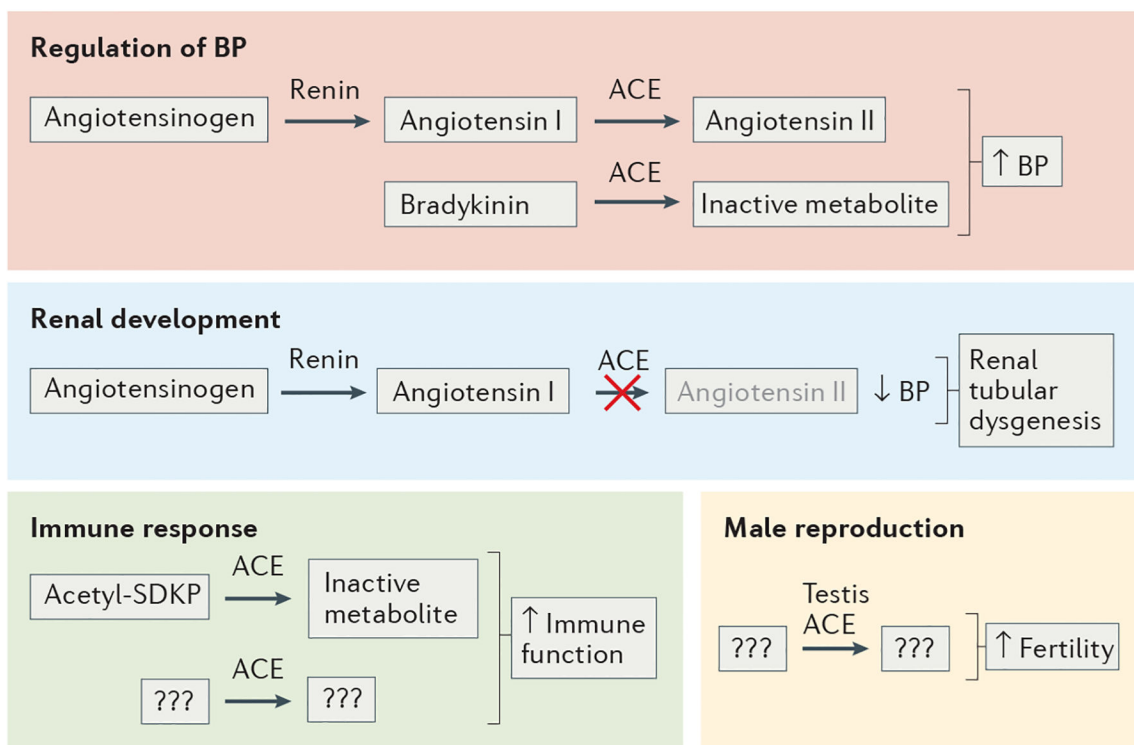 Regulation of BP
Renin
ACE
Angiotensinogen
Angiotensin I
Angiotensin II
↑ BP
ACE
Bradykinin
Inactive metabolite
Renal development
Renin
ACE
Angiotensinogen
Angiotensin I
Angiotensin II
↓ BP
Renal
tubular
dysgenesis
Immune response
ACE
Acetyl-SDKP
Inactive
metabolite
ACE
???
???
↑ Immune
function
Male reproduction
Testis
ACE
???
???
↑ Fertility